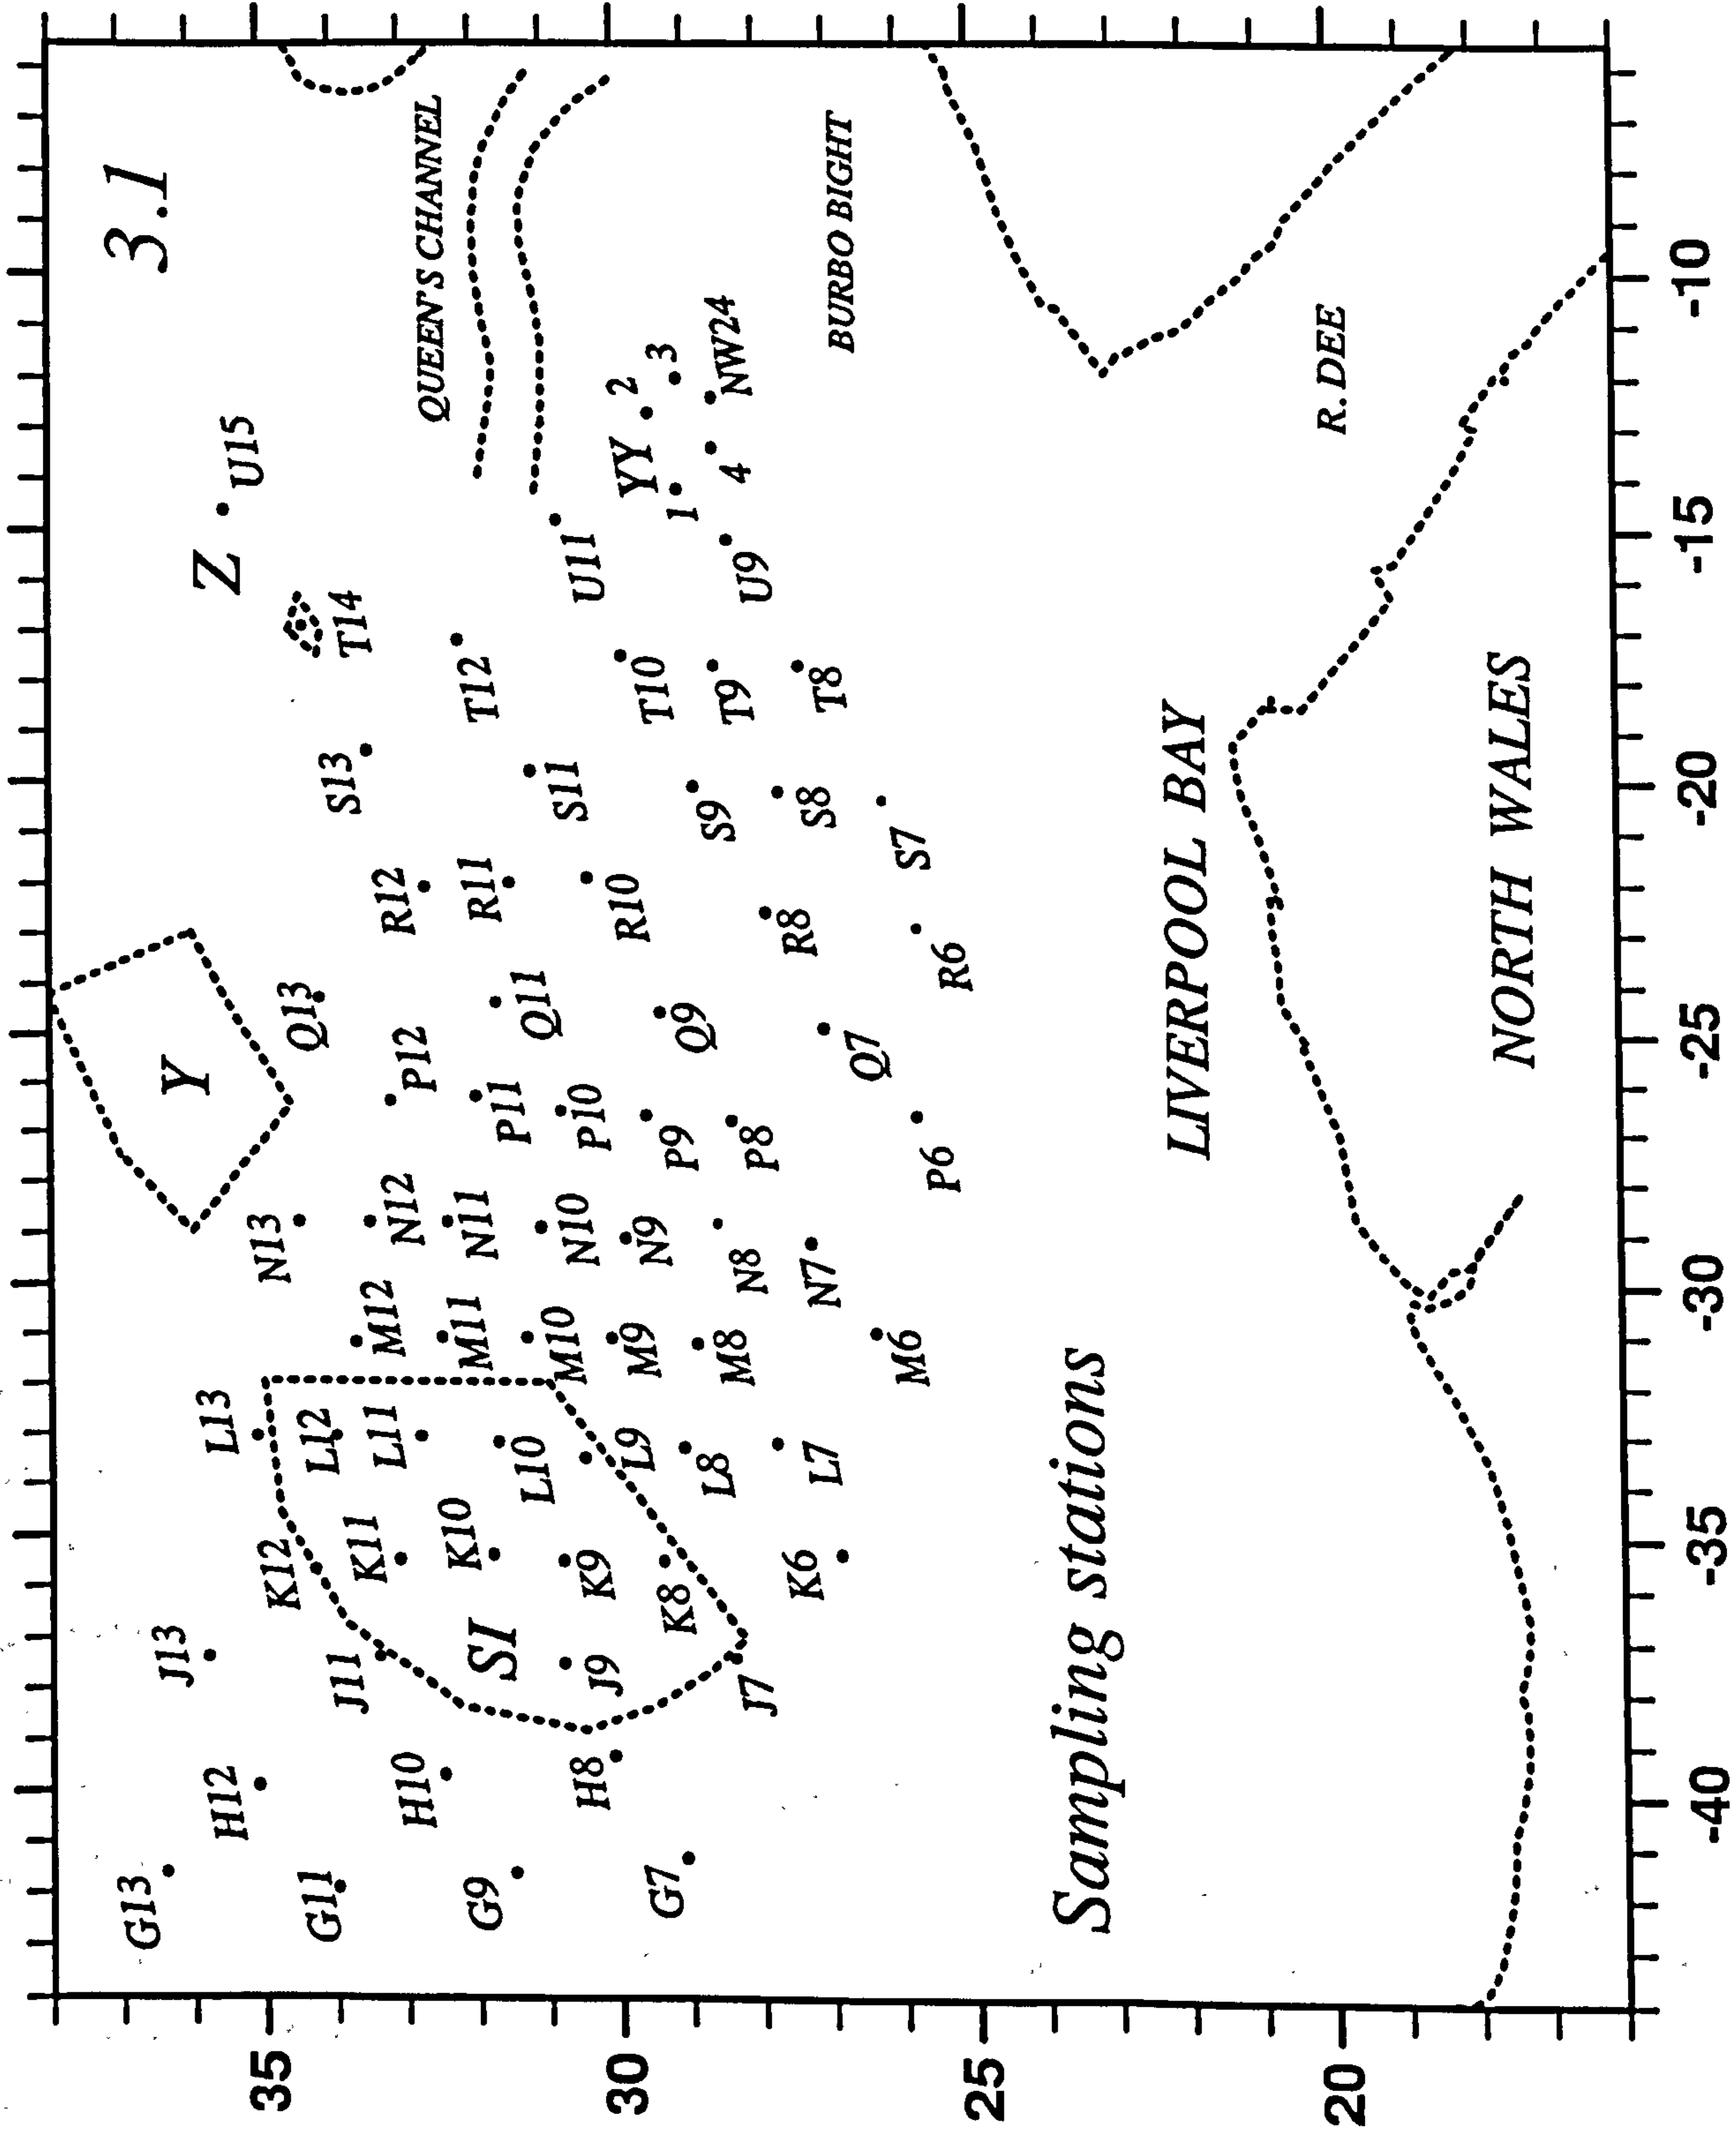 3.1
G13
J13
H12
L13
Y
Z
U15
N13
Q13
G11
K12
L12
J11
K11
L11
M12
N12
P12
R12
S13
T14
QUEEN'S CHANNEL
H10
K10
M11
N11
P11
Q11
R11
T12
G9
SI
L10
M10
N10
P10
R10
S11
U11
H8
J9
K9
L9
M9
N9
P9
Q9
S9
T10
YY
1
2
3
4
NW24
G7
K8
L8
M8
N8
P8
R8
S8
T9
U9
T8
J7
K6
L7
N7
Q7
S7
BURBO BIGHT
M6
P6
R6
LIVERPOOL BAY
R. DEE
Sampling stations
NORTH WALES
35
30
25
20
-40
-35
-30
-25
-20
-15
-10